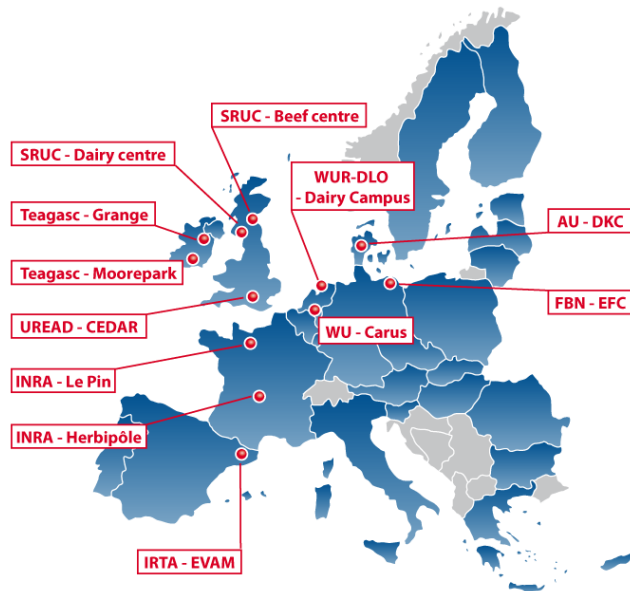 SRUC - Beef centre
SRUC - Dairy centre
WUR-DLO
- Dairy Campus
Teagasc - Grange
AU - DKC
Teagasc - Moorepark
FBN - EFC
UREAD - CEDAR
WU - Carus
INRA - Le Pin
INRA - Herbipôle
IRTA - EVAM